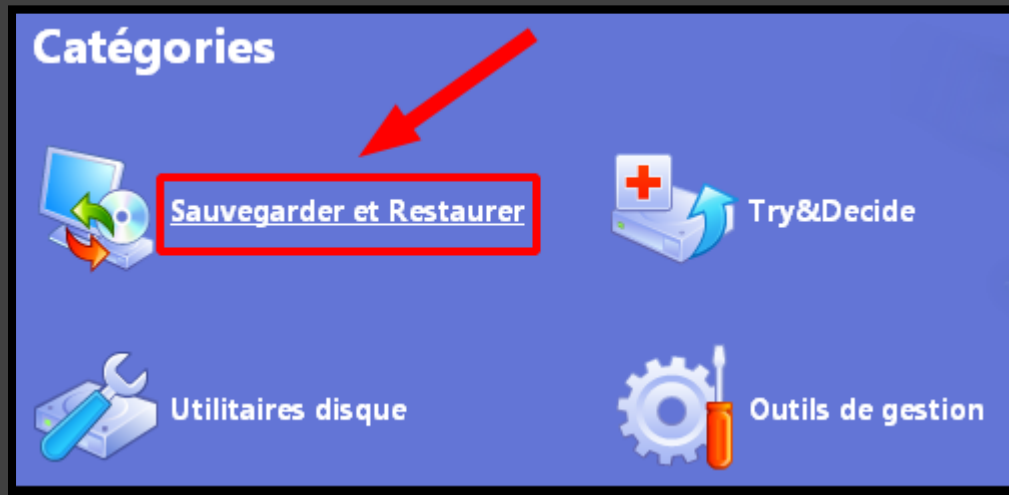 Catégories
Sauvegarder et Restaurer
Try&Decide
Utilitaires disque
Outils de gestion